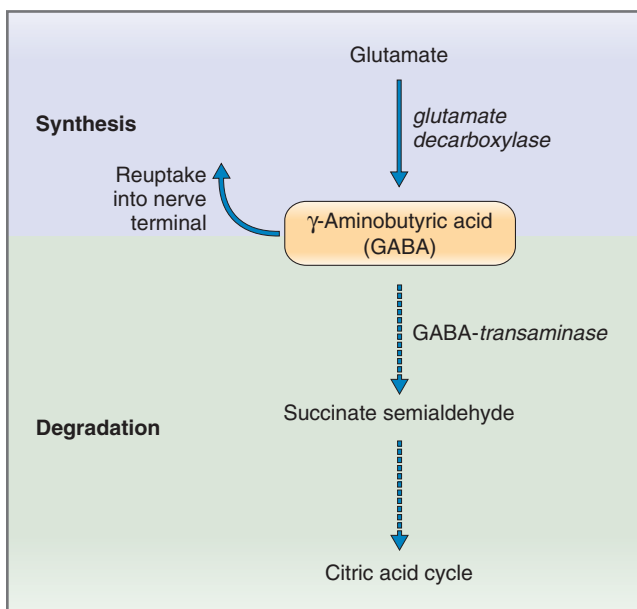 Glutamate
Synthesis
glutamate
decarboxylase
Reuptake
into nerve
terminal
γ-Aminobutyric acid
(GABA)
GABA-transaminase
Succinate semialdehyde
Degradation
Citric acid cycle